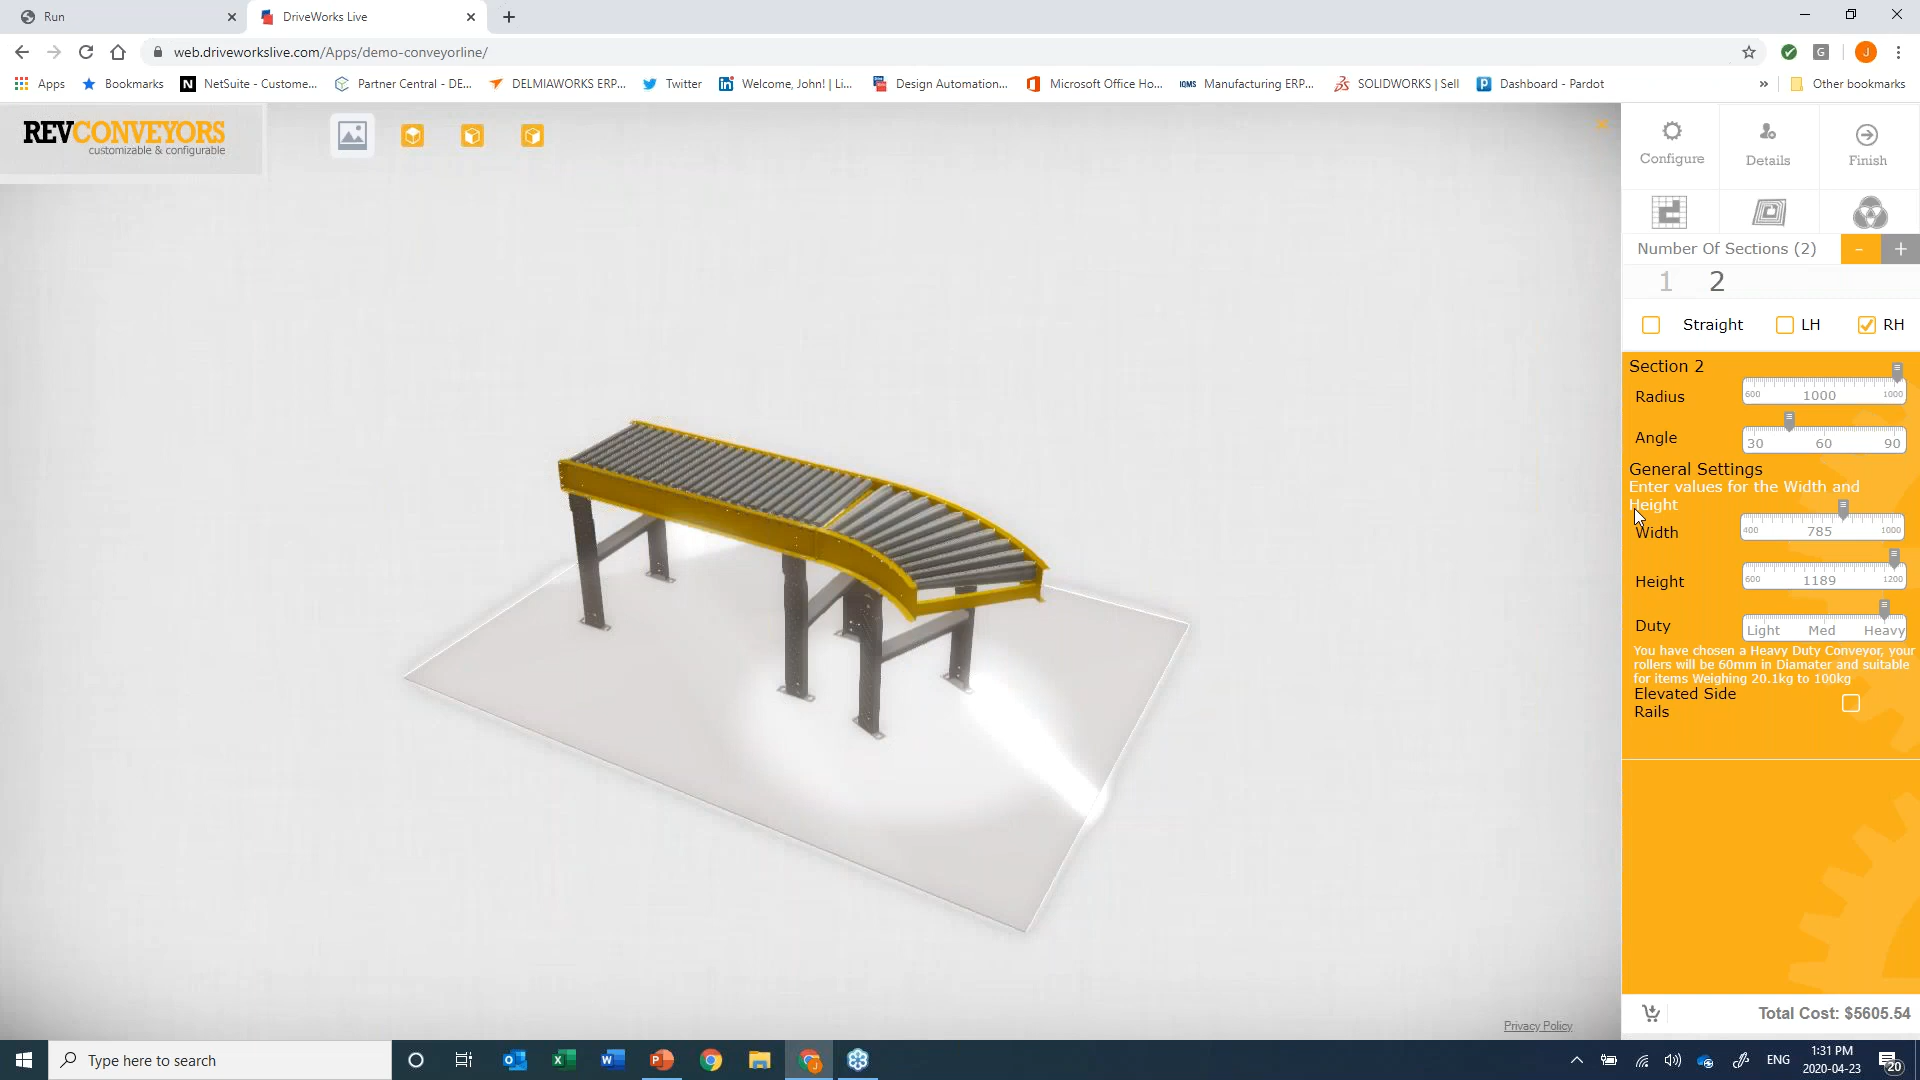 Run
DriveWorks Live
web.driveworkslive.com/Apps/demo-conveyorline/
J
Apps
Bookmarks
NetSuite - Custome...
Partner Central - DE...
DELMIAWORKS ERP...
Twitter
Welcome, John! | Li...
Design Automation...
Microsoft Office Ho...
IQMS
Manufacturing ERP...
SOLIDWORKS | Sell
Dashboard - Pardot
»
Other bookmarks
REVCONVEYORS
customizable & configurable
Configure
Details
Finish
Number Of Sections (2)
-
+
1
2
Straight
LH
RH
Section 2
Radius
600
1000
1000
Angle
30
60
90
General Settings
Enter values for the Width and
Height
Width
400
785
1000
Height
600
1189
1200
Duty
Light
Med
Heavy
You have chosen a Heavy Duty Conveyor, your
rollers will be 60mm in Diamater and suitable
for items Weighing 20.1kg to 100kg
Elevated Side
Rails
Total Cost: $5605.54
Privacy Policy
Type here to search
ENG
1:31 PM
2020-04-23
20